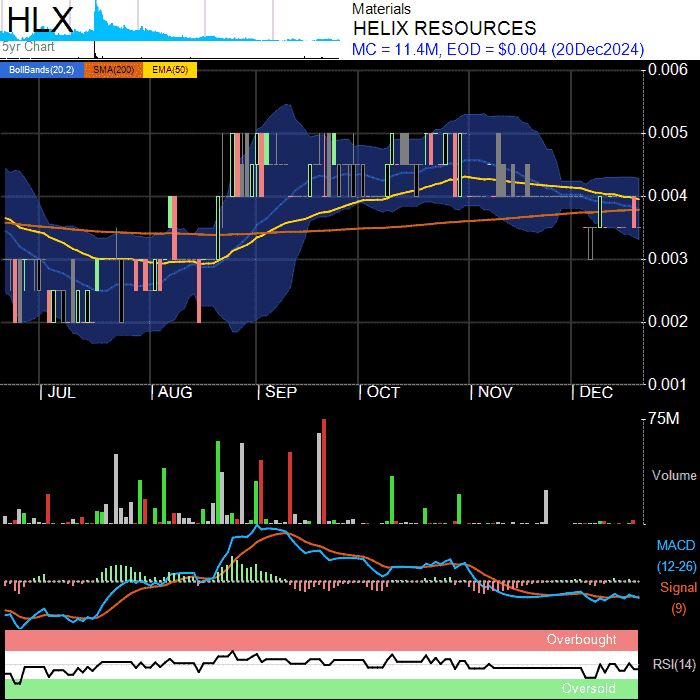 HLX
5yr Chart
Materials
HELIX RESOURCES
MC = 11.4M, EOD = $0.004 (20Dec2024)
BollBands(20,2) SMA(200) EMA(50)
0.006
0.005
0.004
0.003
0.002
0.001
JUL AUG SEP OCT NOV DEC
75M
Volume
MACD
(12-26)
Signal
(9)
Overbought
RSI(14)
Oversold